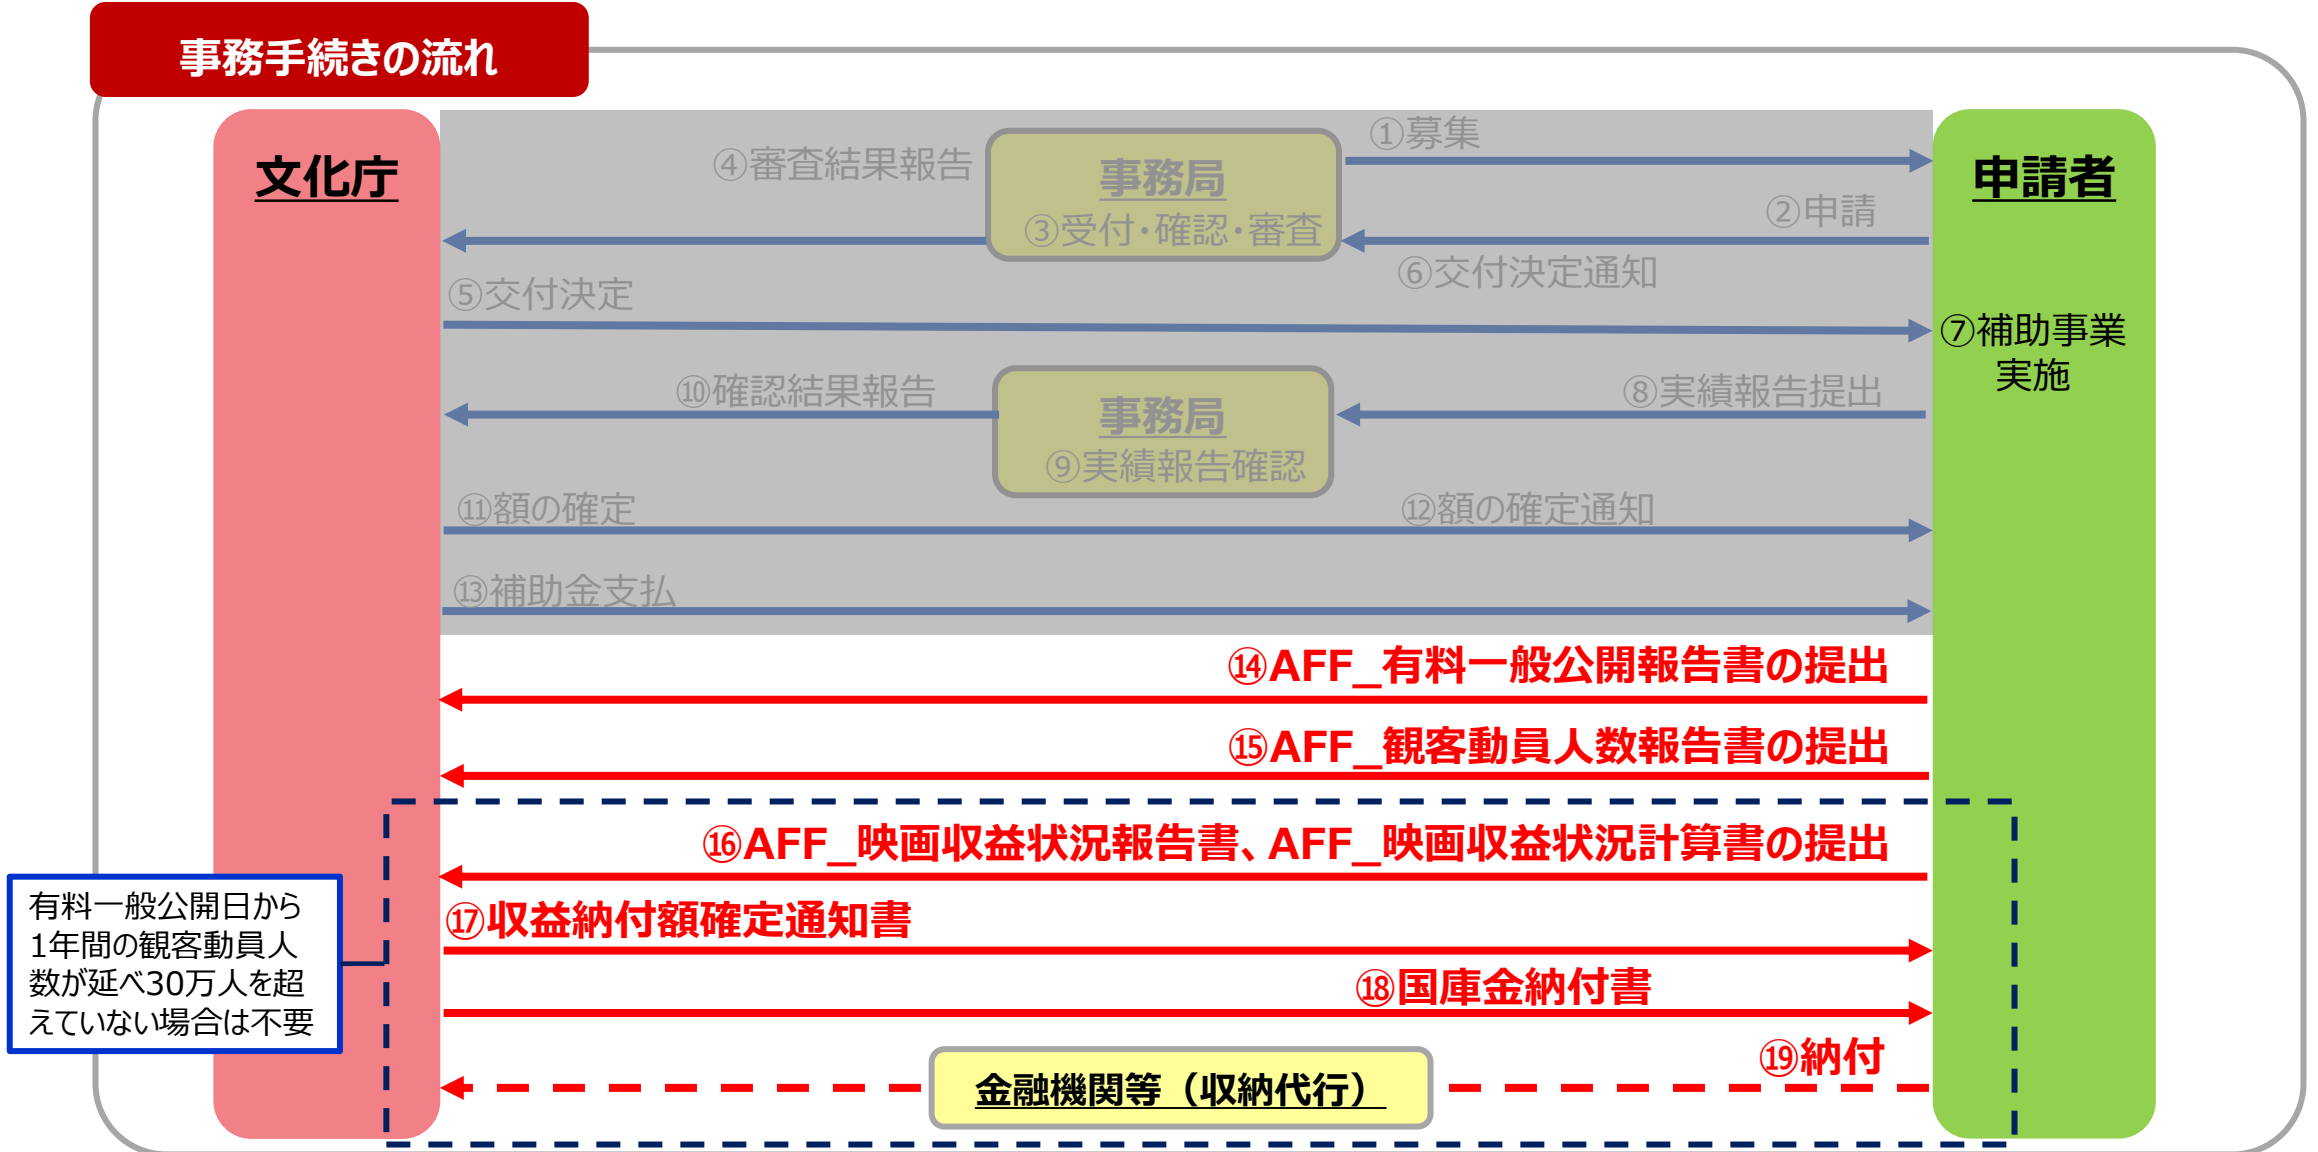 事務手続きの流れ
文化庁
申請者
①募集
④審査結果報告
事務局
③受付・確認・審査
②申請
⑥交付決定通知
⑤交付決定
⑦補助事業
実施
⑩確認結果報告
⑧実績報告提出
事務局
⑨実績報告確認
⑪額の確定
⑫額の確定通知
⑬補助金支払
⑭AFF_有料一般公開報告書の提出
⑮AFF_観客動員人数報告書の提出
⑯AFF_映画収益状況報告書、AFF_映画収益状況計算書の提出
有料一般公開日から
1年間の観客動員人
数が延べ30万人を超
えていない場合は不要
⑰収益納付額確定通知書
⑱国庫金納付書
⑲納付
金融機関等（収納代行）